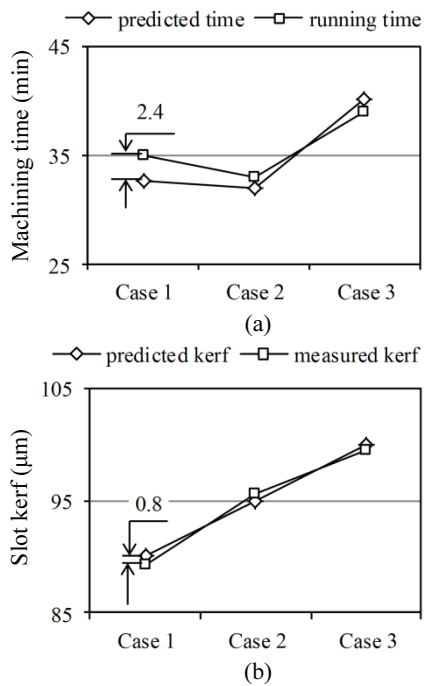 predicted time running time
Machining time (min)
45
2.4
35
25
Case 1 Case 2 Case 3
(a)
predicted kerf measured kerf
Slot kerf (μm)
105
95
0.8
85
Case 1 Case 2 Case 3
(b)